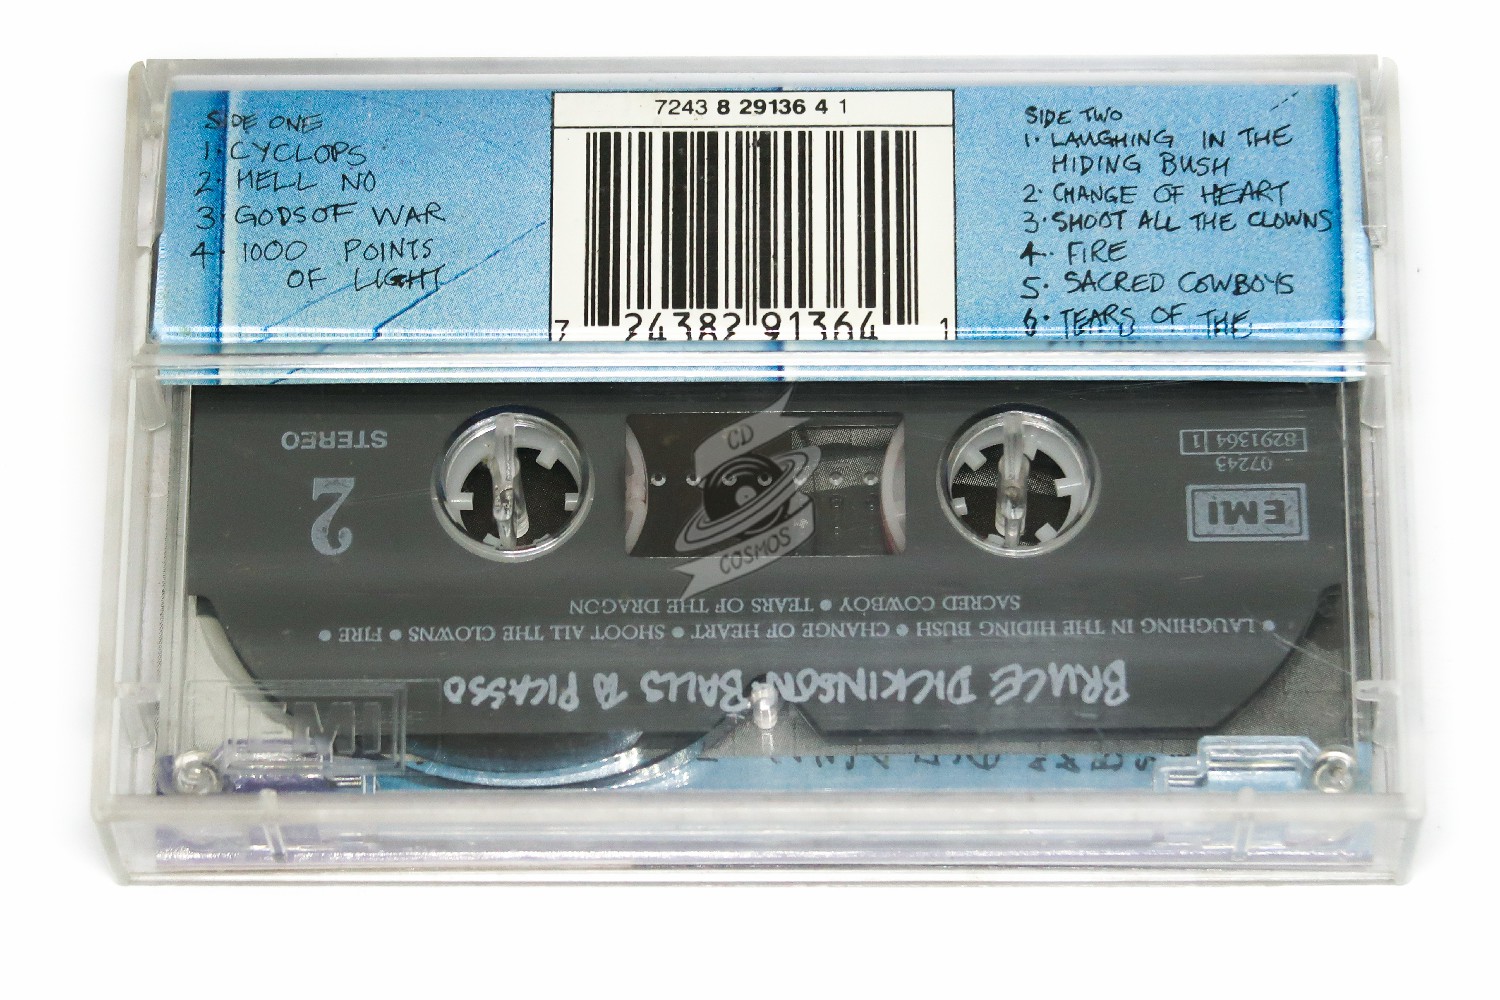 SIDE ONE
1. CYCLOPS
2. HELL NO
3. GODS OF WAR
4. 1000 POINTS
OF LIGHT
7243 8 29136 4 1
7 24382 91364 1
SIDE TWO
1. LAUGHING IN THE
HIDING BUSH
2. CHANGE OF HEART
3. SHOOT ALL THE CLOWNS
4. FIRE
5. SACRED COWBOYS
6. TEARS OF THE
BRUCE DICKINSON BALLS TO PICASSO
• LAUGHING IN THE HIDING BUSH • CHANGE OF HEART • SHOOT ALL THE CLOWNS • FIRE •
SACRED COWBOY • TEARS OF THE DRAGON
EMI
07243
8291364 1
2
STEREO
CD
COSMOS
EMI